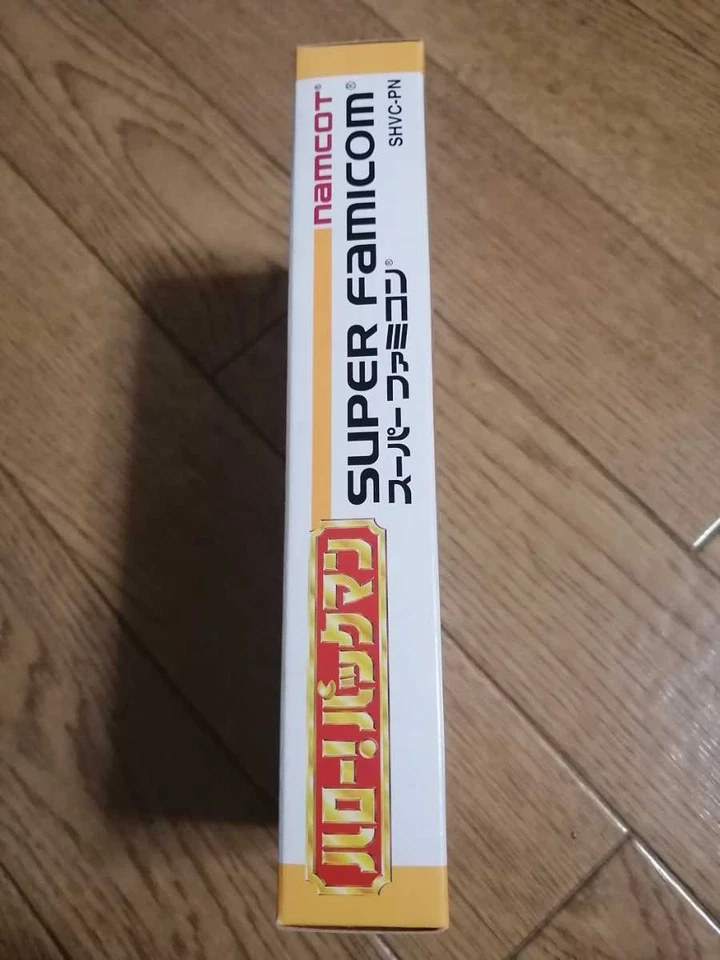 ハロー!パックマン
namcot®
SUPER Famicom®
スーパーファミコン®
SHVC-PN